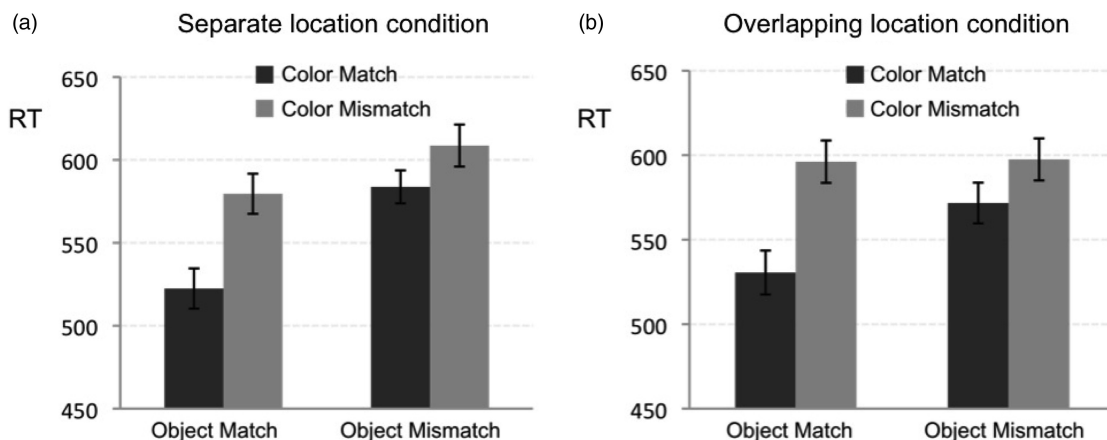 (a) Separate location condition
650
Color Match
Color Mismatch
RT
600
550
500
450
Object Match Object Mismatch
(b) Overlapping location condition
650
Color Match
Color Mismatch
RT
600
550
500
450
Object Match Object Mismatch